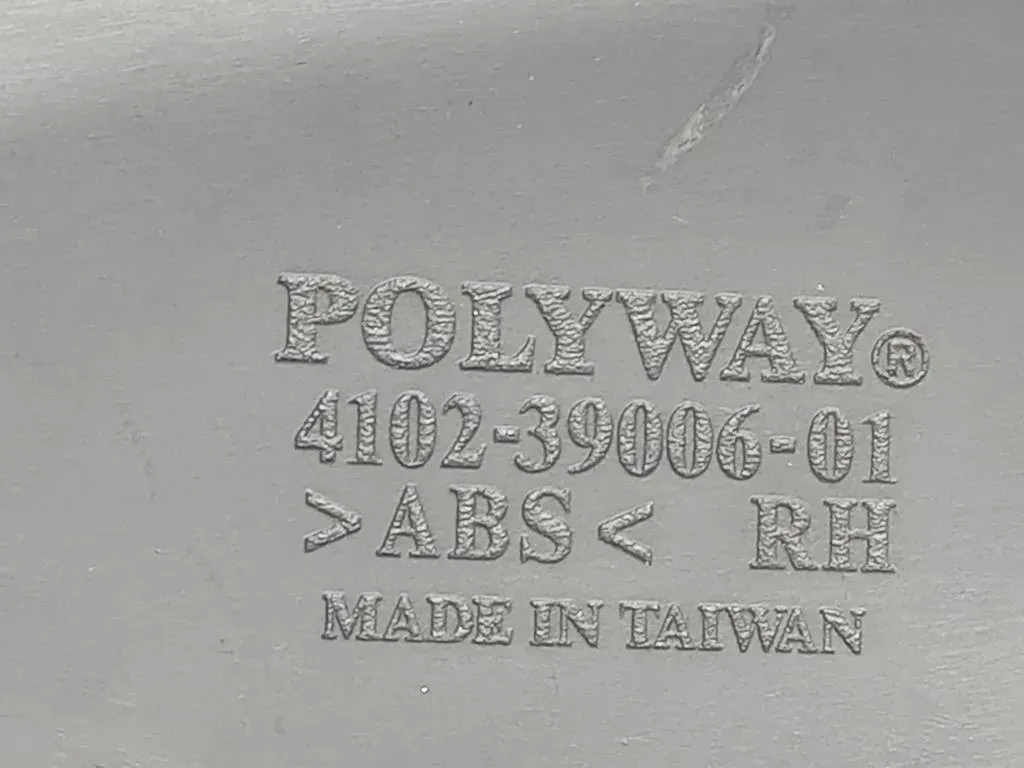 POLYWAY®
4102-39006-01
>ABS< RH
MADE IN TAIWAN